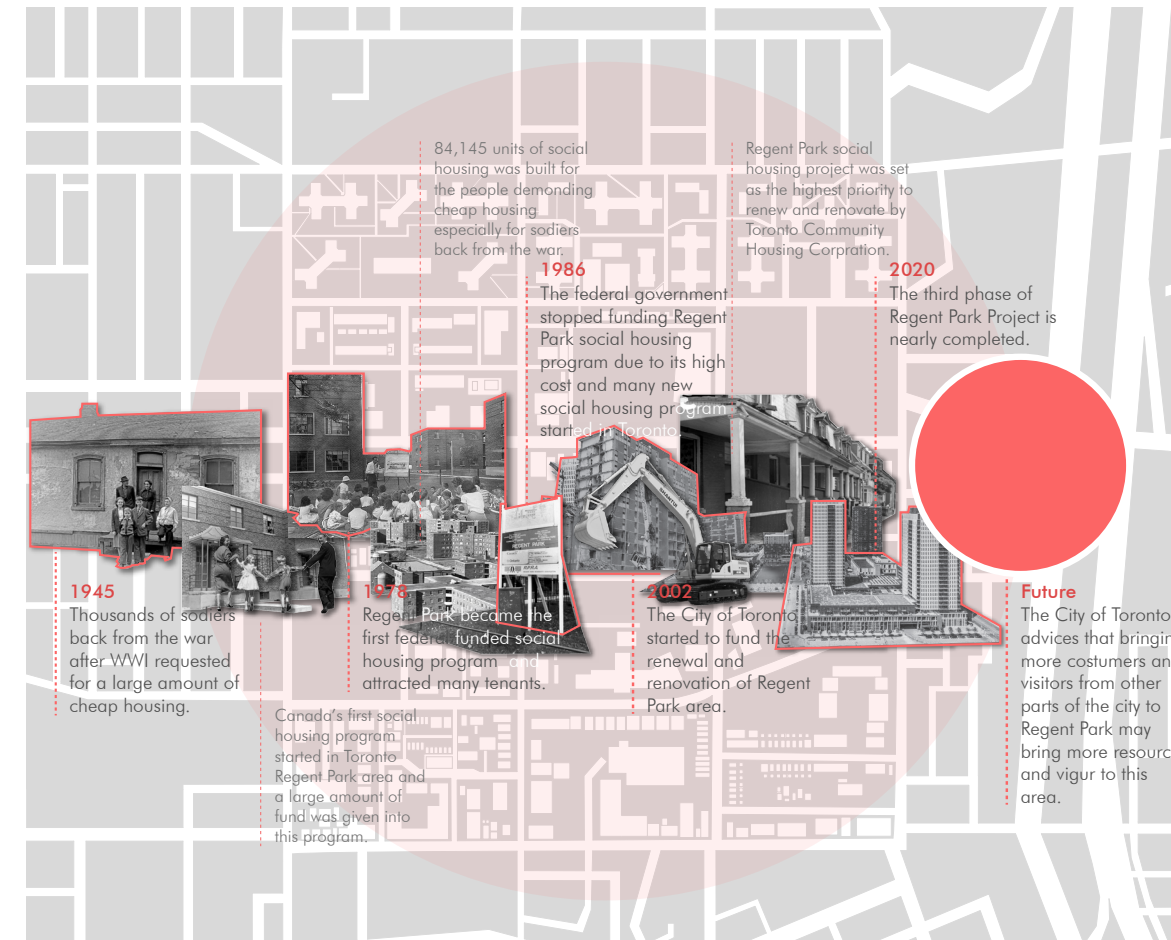 84,145 units of social
housing was built for
the people demonding
cheap housing
especially for sodiers
back from the war.
Regent Park social
housing project was set
as the highest priority to
renew and renovate by
Toronto Community
Housing Corpration.
1986
The federal government
stopped funding Regent
Park social housing
program due to its high
cost and many new
social housing program
started in Toronto.
2020
The third phase of
Regent Park Project is
nearly completed.
REGENT PARK
1945
Thousands of sodiers
back from the war
after WWI requested
for a large amount of
cheap housing.
1978
Regent Park became the
first federal funded social
housing program and
attracted many tenants.
2002
The City of Toronto
started to fund the
renewal and
renovation of Regent
Park area.
Future
The City of Toronto
advices that bringin
more costumers an
visitors from other
parts of the city to
Regent Park may
bring more resourc
and vigur to this
area.
Canada's first social
housing program
started in Toronto
Regent Park area and
a large amount of
fund was given into
this program.